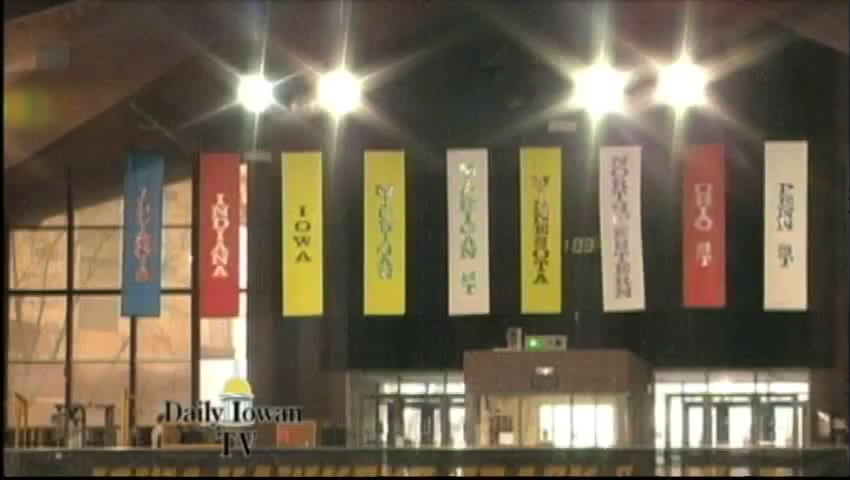 ILLINOIS
INDIANA
IOWA
MICHIGAN
MICHIGAN ST
MINNESOTA
NORTHWESTERN
OHIO ST
PENN ST
Daily Iowan
TV